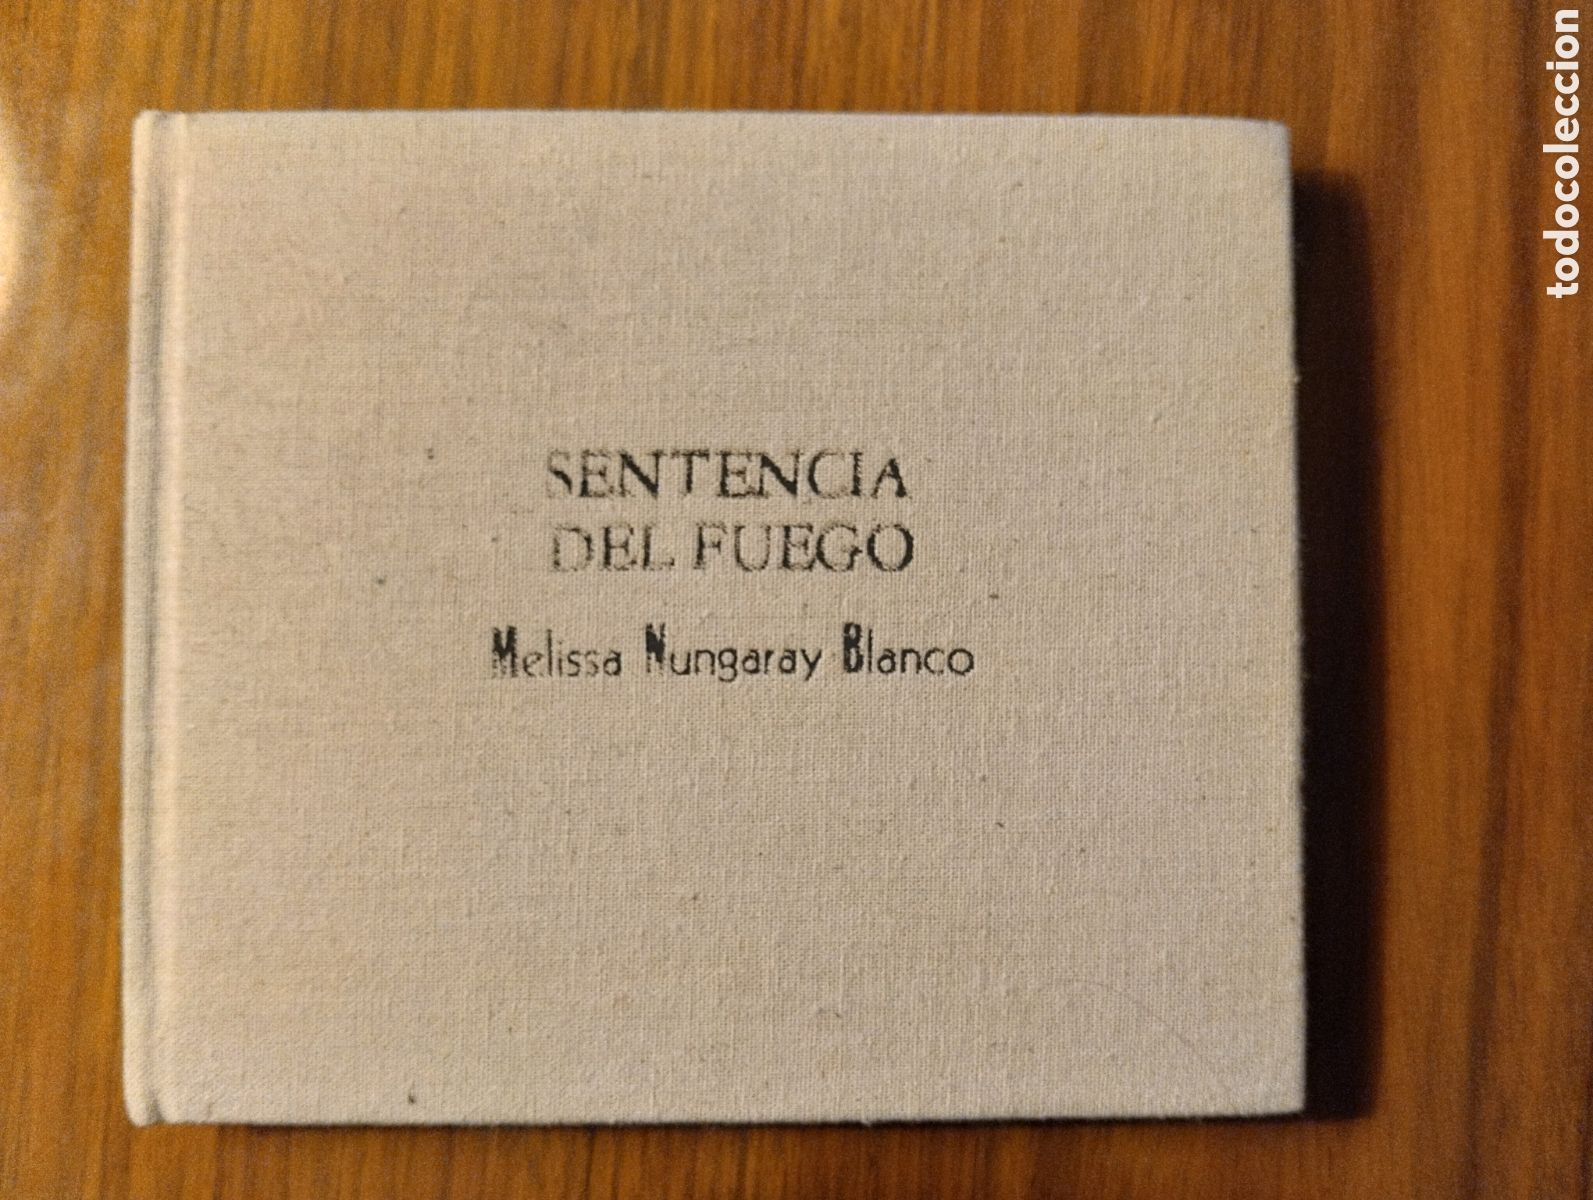 SENTENCIA
DEL FUEGO
Melissa Nungaray Blanco
todocoleccion